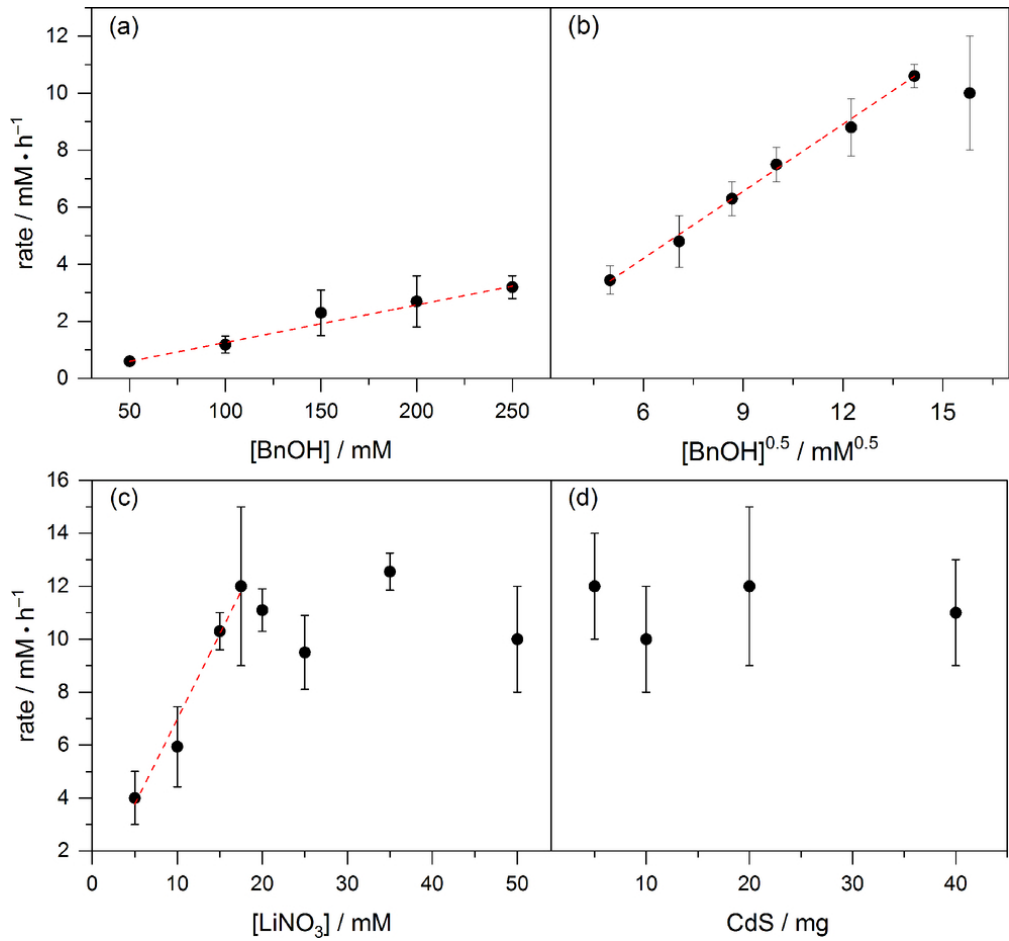 (a) (b)
12
10
8
6
4
2
0
rate / mM · h⁻¹
50 100 150 200 250 6 9 12 15
[BnOH] / mM [BnOH]⁰·⁵ / mM⁰·⁵
(c) (d)
16
14
12
10
8
6
4
2
rate / mM · h⁻¹
0 10 20 30 40 50 10 20 30 40
[LiNO₃] / mM CdS / mg